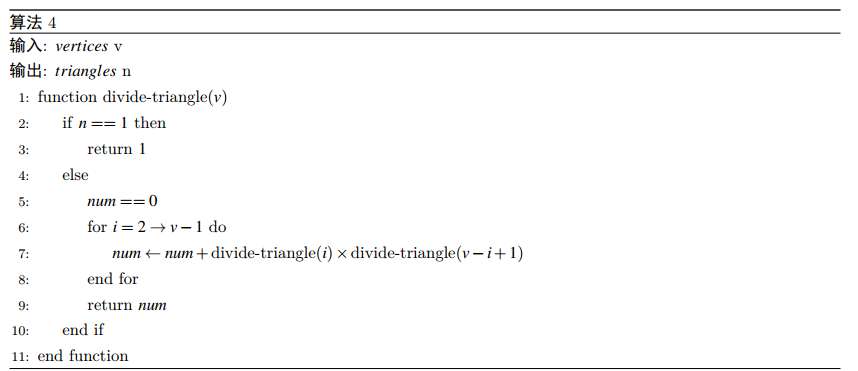 算法 4
输入: vertices v
输出: triangles n
1: function divide-triangle(v)
2: if n == 1 then
3: return 1
4: else
5: num == 0
6: for i = 2 → v − 1 do
7: num ← num + divide-triangle(i) × divide-triangle(v − i + 1)
8: end for
9: return num
10: end if
11: end function